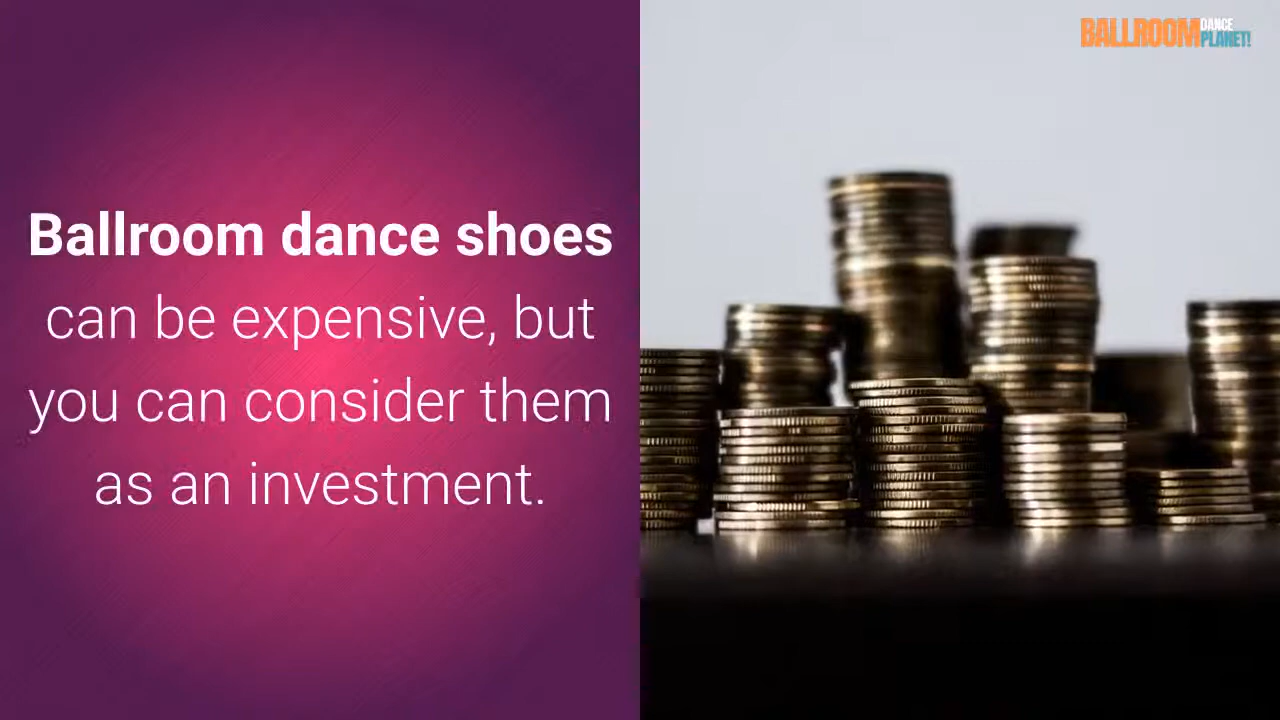 Ballroom dance shoes
can be expensive, but
you can consider them
as an investment.
BALLROOM DANCE PLANET!